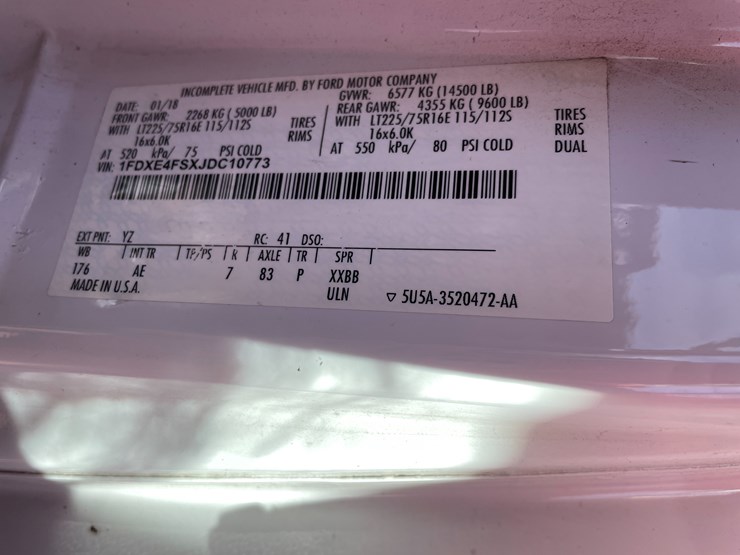 INCOMPLETE VEHICLE MFD. BY FORD MOTOR COMPANY
DATE: 01/18 GVWR: 6577 KG (14500 LB)
FRONT GAWR: 2268 KG ( 5000 LB) REAR GAWR: 4355 KG ( 9600 LB)
WITH LT225/75R16E 115/112S TIRES WITH LT225/75R16E 115/112S TIRES
16x6.0K RIMS 16x6.0K RIMS
AT 520 kPa/ 75 PSI COLD AT 550 kPa/ 80 PSI COLD DUAL
VIN: 1FDXE4FSXJDC10773
EXT PNT: YZ RC: 41 DSO:
WB INT TR TP/PS R AXLE TR SPR
176 AE 7 83 P XXBB
MADE IN U.S.A. ULN ▽ 5U5A-3520472-AA